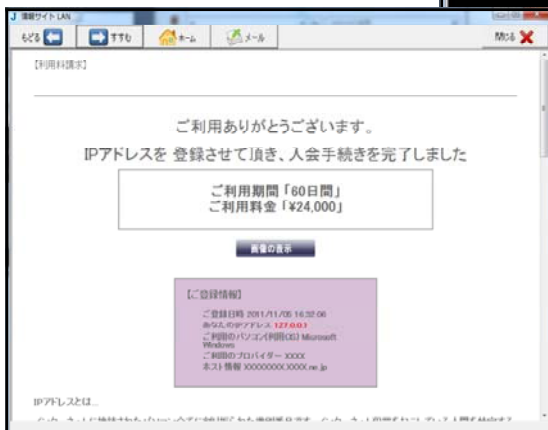 情報サイト LAN
もどる すすむ ホーム メール 閉じる
【利用料請求】
ご利用ありがとうございます。
IPアドレスを 登録させて頂き、入会手続きを完了しました
ご利用期間「60日間」
ご利用料金「¥24,000」
画像の表示
【ご登録情報】
ご登録日時 2011/11/05 16:32:06
あなたのIPアドレス 127.0.0.1
ご利用のパソコン(利用OS) Microsoft
Windows
ご利用のプロバイダー XXXX
ホスト情報 XXXXXXXX.XXXX.ne.jp
IPアドレスとは...